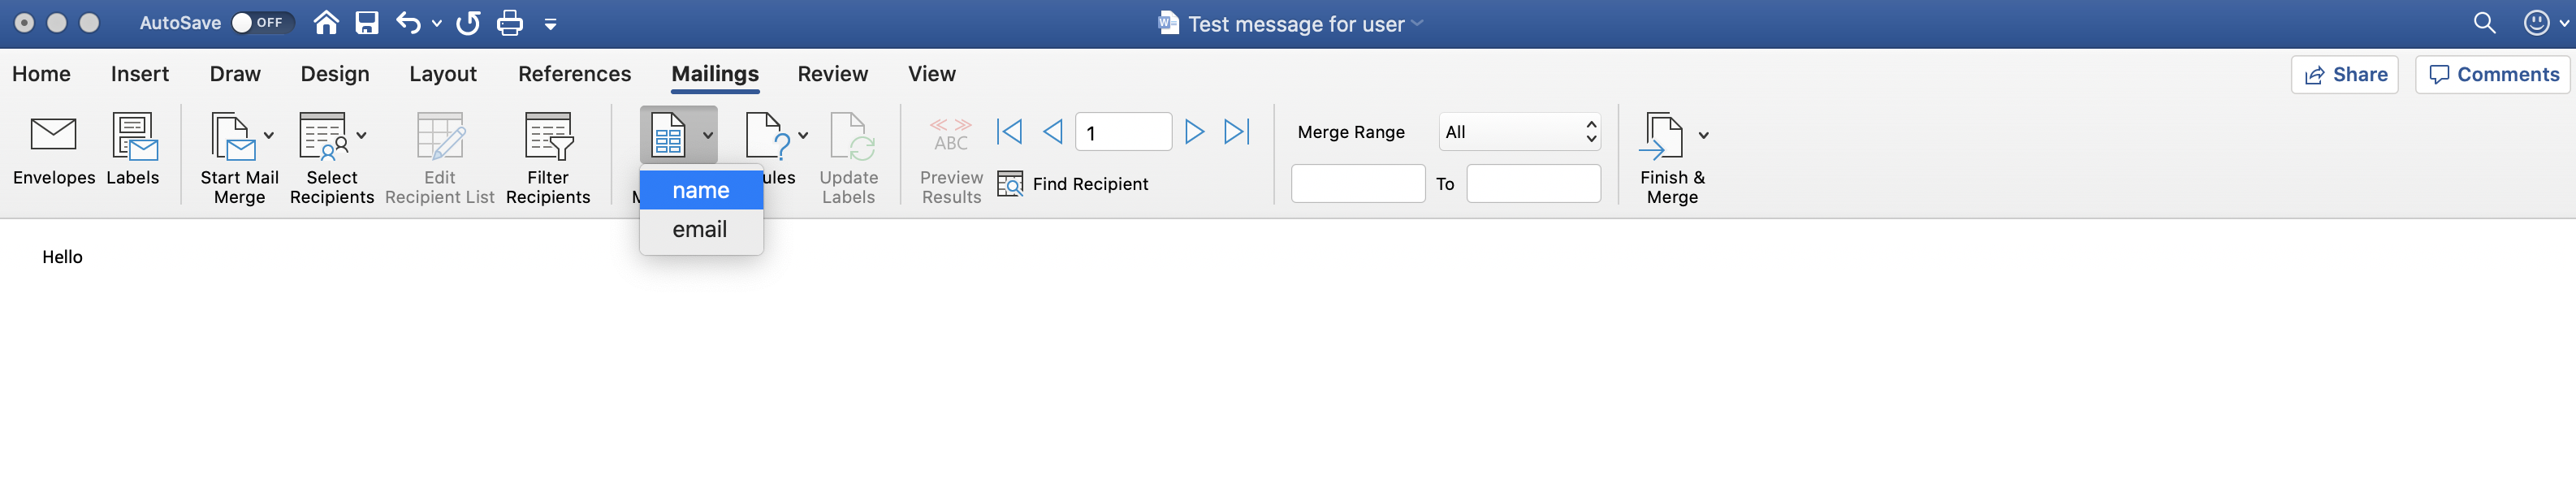 AutoSave OFF Test message for user
Home Insert Draw Design Layout References Mailings Review View Share Comments
Envelopes Labels Start Mail Merge Select Recipients Edit Recipient List Filter Recipients Update Labels
ABC Preview Results
1
Find Recipient
Merge Range All
To
Finish & Merge
name
email
Hello